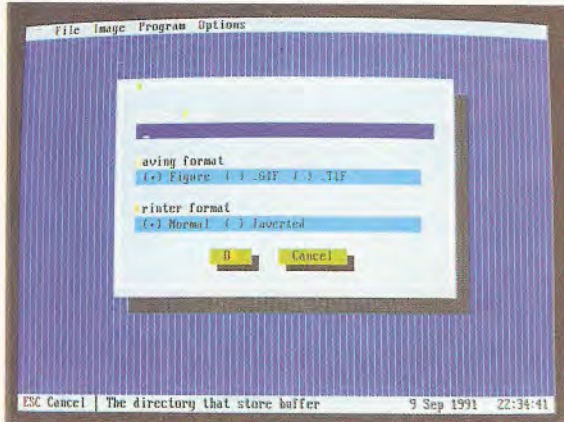 File Image Program Options
aving format
(•) Figure ( ) .GIF ( ) .TIF
rinter format
(•) Normal ( ) Inverted
Cancel
ESC Cancel | The directory that store buffer 9 Sep 1991 22:34:41